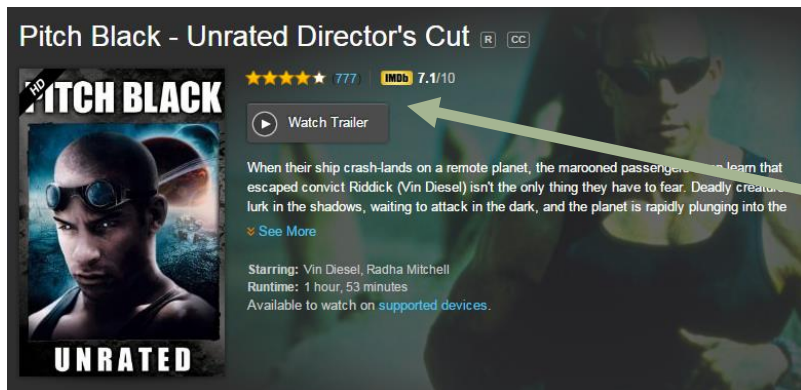 Pitch Black - Unrated Director's Cut R CC
HD
PITCH BLACK
UNRATED
(777) IMDb 7.1/10
Watch Trailer
When their ship crash-lands on a remote planet, the marooned passengers learn that
escaped convict Riddick (Vin Diesel) isn't the only thing they have to fear. Deadly
lurk in the shadows, waiting to attack in the dark, and the planet is rapidly plunging into the
See More
Starring: Vin Diesel, Radha Mitchell
Runtime: 1 hour, 53 minutes
Available to watch on supported devices.